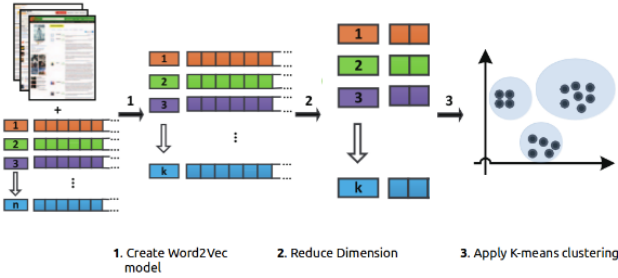 +
1
2
3
n
1
1
2
3
k
2
1
2
3
k
3
1. Create Word2Vec
model
2. Reduce Dimension
3. Apply K-means clustering